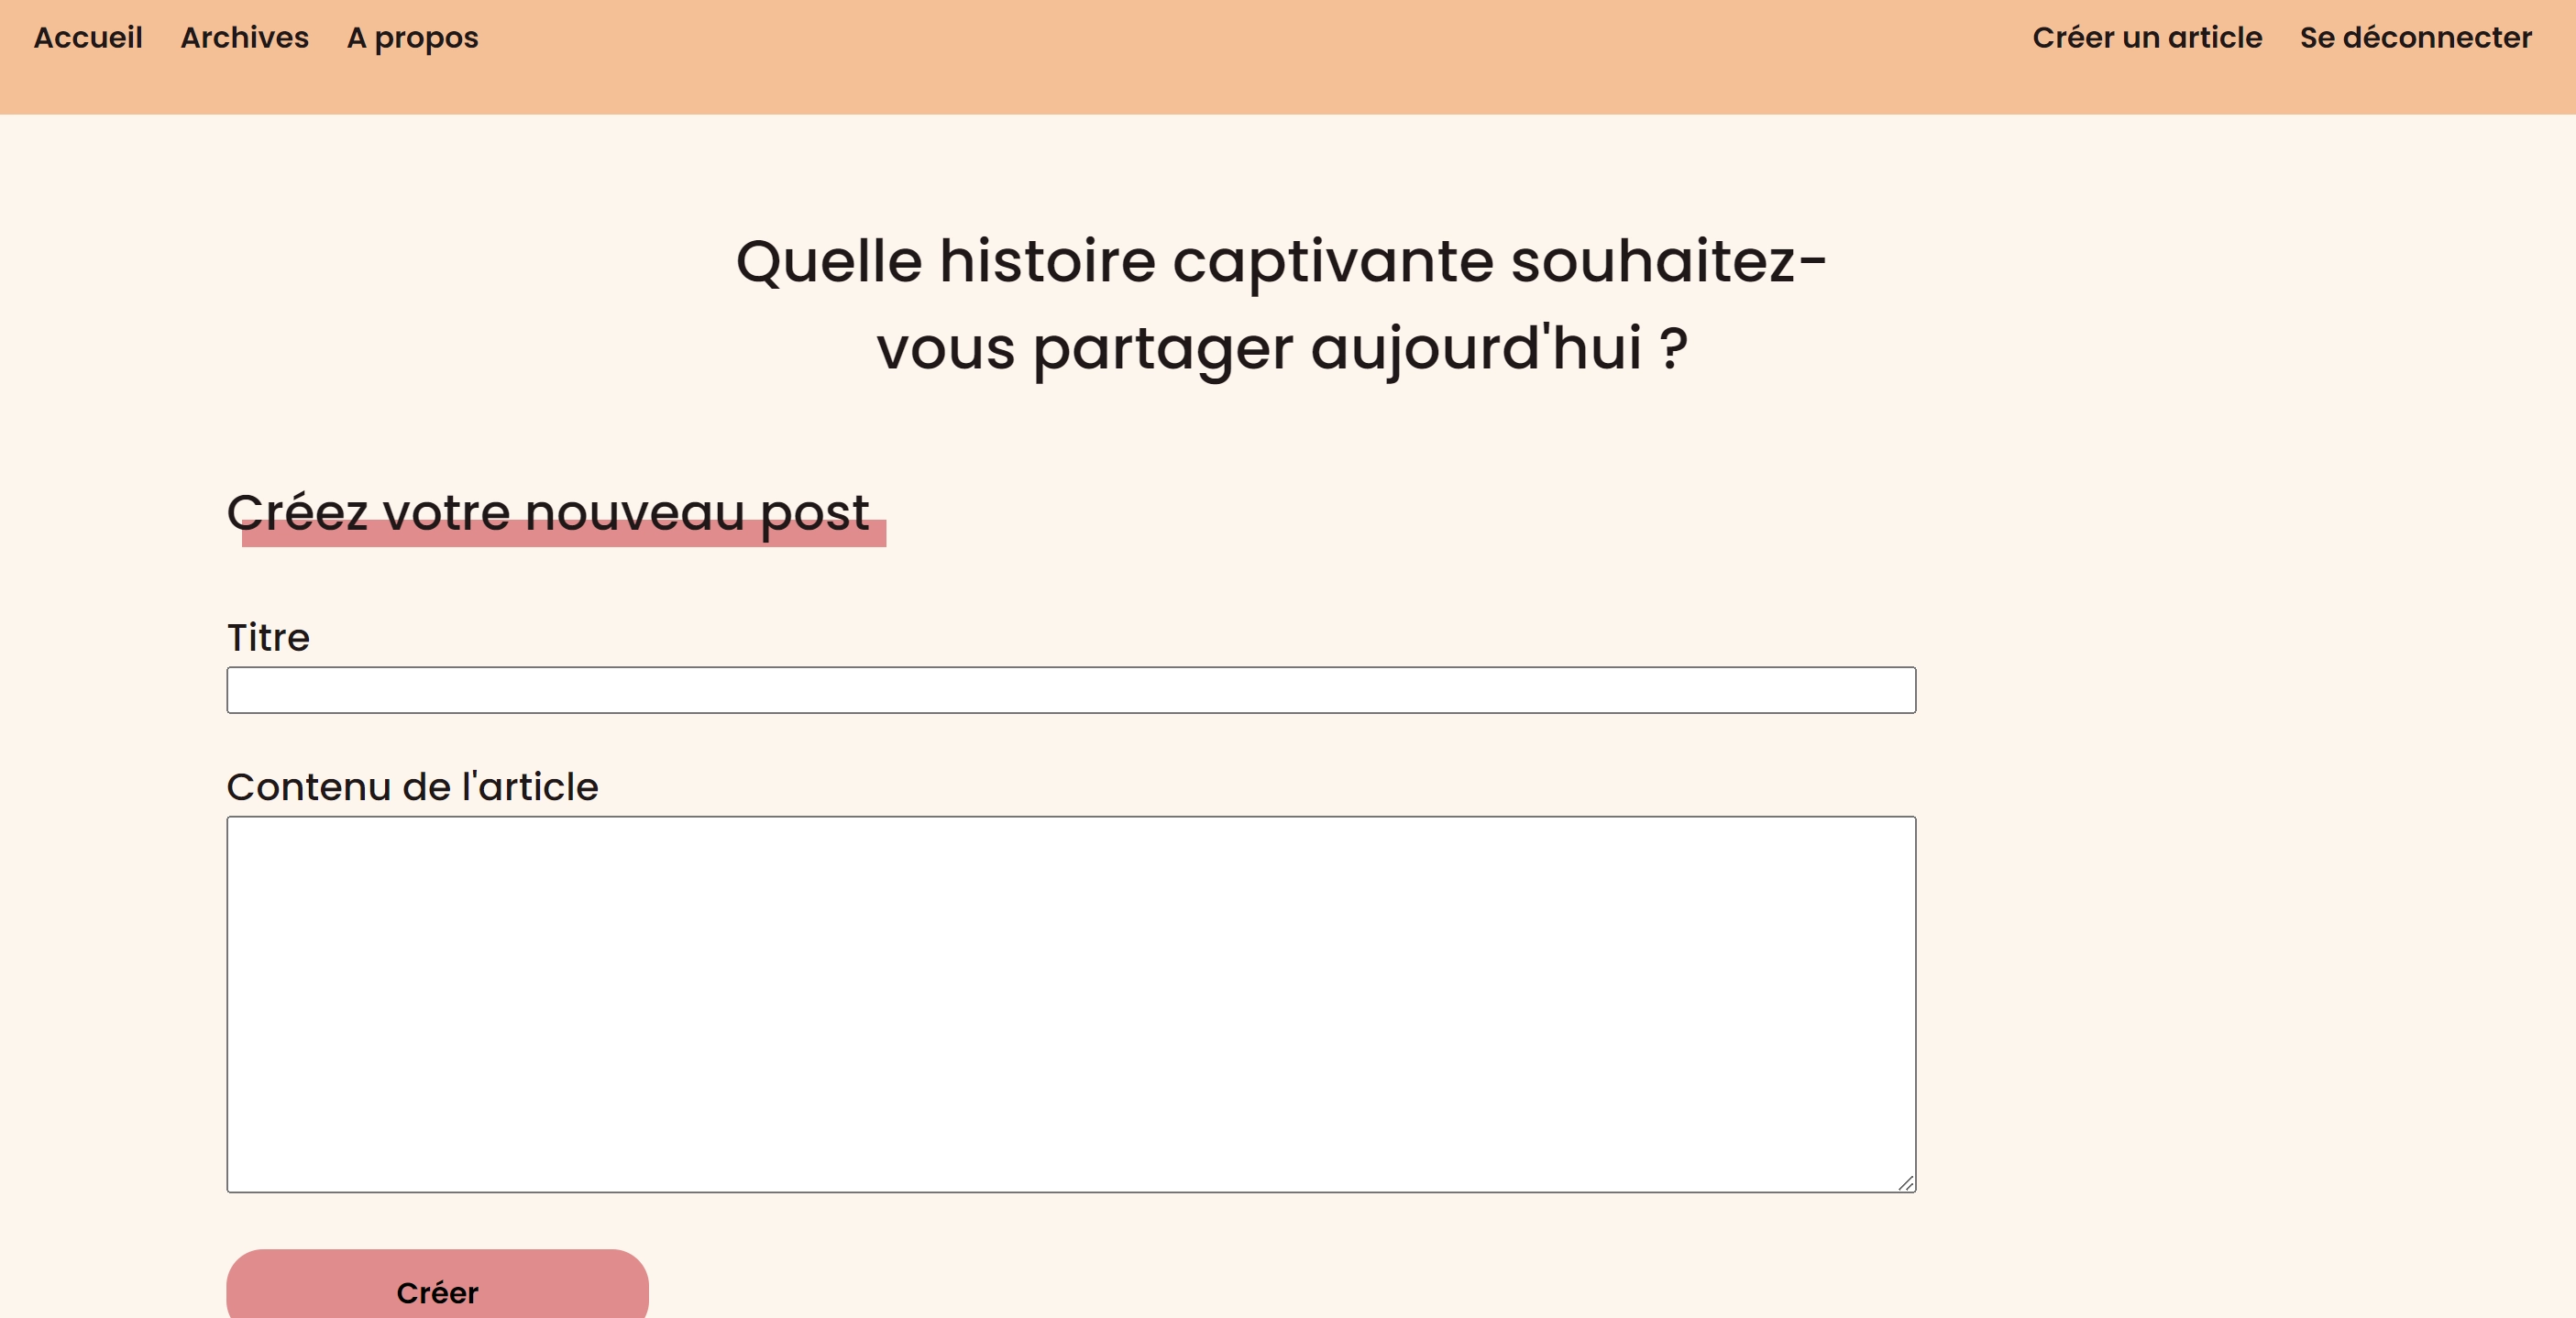 Accueil Archives A propos Créer un article Se déconnecter
Quelle histoire captivante souhaitez-
vous partager aujourd'hui ?
Créez votre nouveau post
Titre
Contenu de l'article
Créer